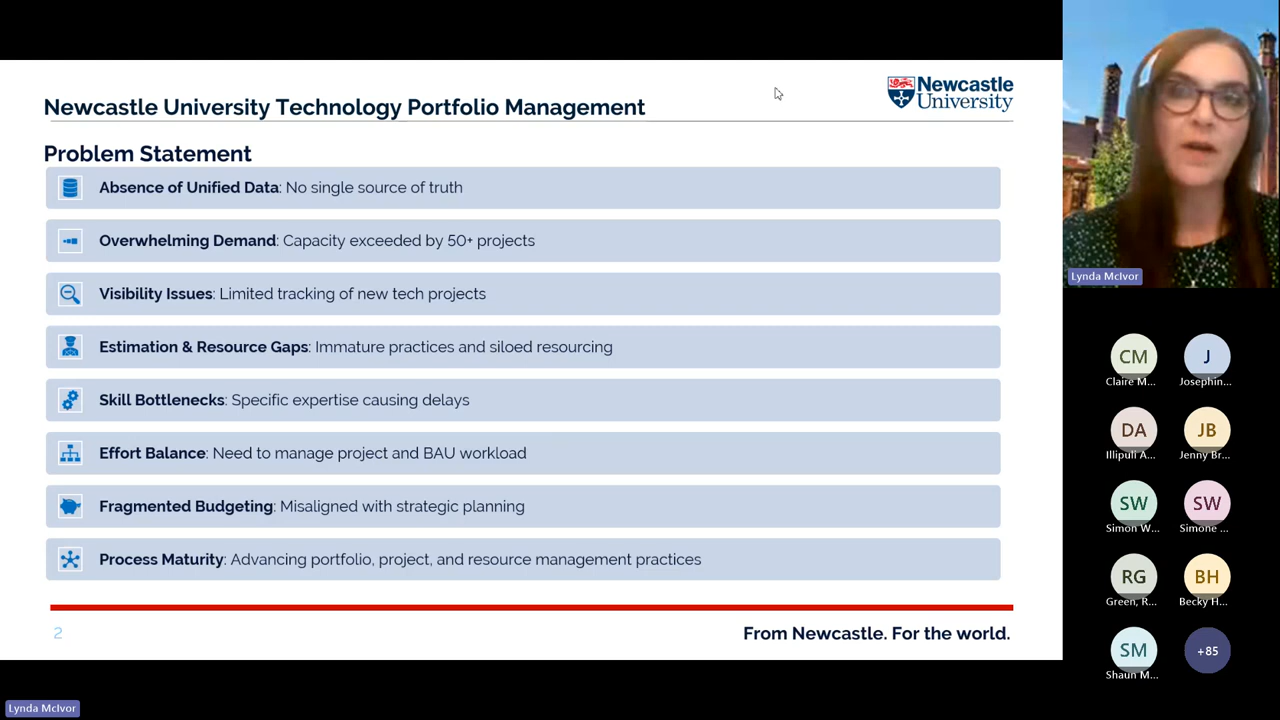 Newcastle University Technology Portfolio Management
Newcastle
University
Problem Statement
Absence of Unified Data: No single source of truth
Overwhelming Demand: Capacity exceeded by 50+ projects
Visibility Issues: Limited tracking of new tech projects
Estimation & Resource Gaps: Immature practices and siloed resourcing
Skill Bottlenecks: Specific expertise causing delays
Effort Balance: Need to manage project and BAU workload
Fragmented Budgeting: Misaligned with strategic planning
Process Maturity: Advancing portfolio, project, and resource management practices
2
From Newcastle. For the world.
Lynda McIvor
Lynda McIvor
CM
Claire M...
J
Josephin...
DA
Illipuli A...
JB
Jenny Br...
SW
Simon W...
SW
Simone ...
RG
Green, R...
BH
Becky H...
SM
Shaun M...
+85